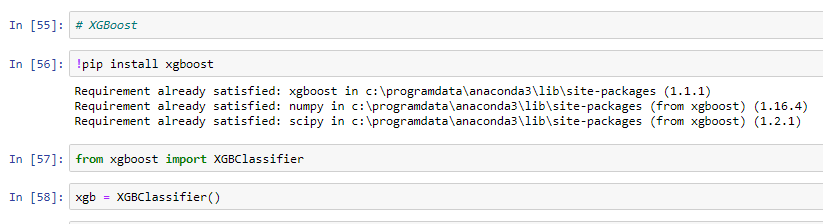 In [55]: # XGBoost
In [56]: !pip install xgboost
Requirement already satisfied: xgboost in c:\programdata\anaconda3\lib\site-packages (1.1.1)
Requirement already satisfied: numpy in c:\programdata\anaconda3\lib\site-packages (from xgboost) (1.16.4)
Requirement already satisfied: scipy in c:\programdata\anaconda3\lib\site-packages (from xgboost) (1.2.1)
In [57]: from xgboost import XGBClassifier
In [58]: xgb = XGBClassifier()